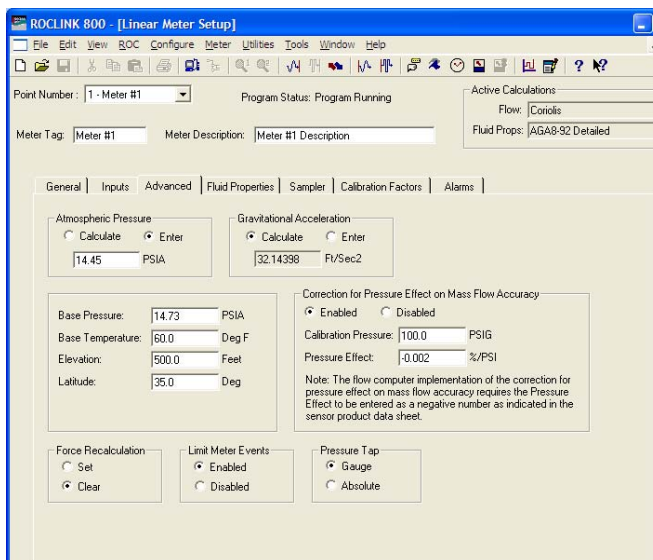 ROCLINK 800 - [Linear Meter Setup]
File Edit View ROC Configure Meter Utilities Tools Window Help
Point Number : 1 - Meter #1
Program Status: Program Running
Active Calculations
Flow: Coriolis
Fluid Props: AGA8-92 Detailed
Meter Tag: Meter #1 Meter Description: Meter #1 Description
General Inputs Advanced Fluid Properties Sampler Calibration Factors Alarms
Atmospheric Pressure
Calculate Enter
14.45 PSIA
Gravitational Acceleration
Calculate Enter
32.14398 Ft/Sec2
Base Pressure: 14.73 PSIA
Base Temperature: 60.0 Deg F
Elevation: 500.0 Feet
Latitude: 35.0 Deg
Correction for Pressure Effect on Mass Flow Accuracy
Enabled Disabled
Calibration Pressure: 100.0 PSIG
Pressure Effect: -0.002 %/PSI
Note: The flow computer implementation of the correction for
pressure effect on mass flow accuracy requires the Pressure
Effect to be entered as a negative number as indicated in the
sensor product data sheet.
Force Recalculation
Set
Clear
Limit Meter Events
Enabled
Disabled
Pressure Tap
Gauge
Absolute